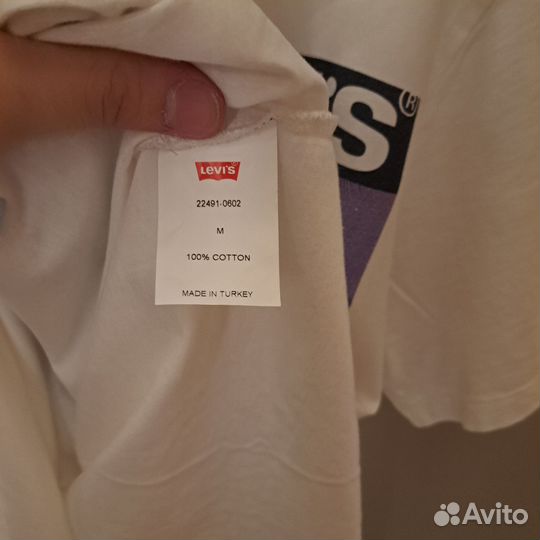 'S®
LEVI'S
22491-0602
M
100% COTTON
MADE IN TURKEY
Avito